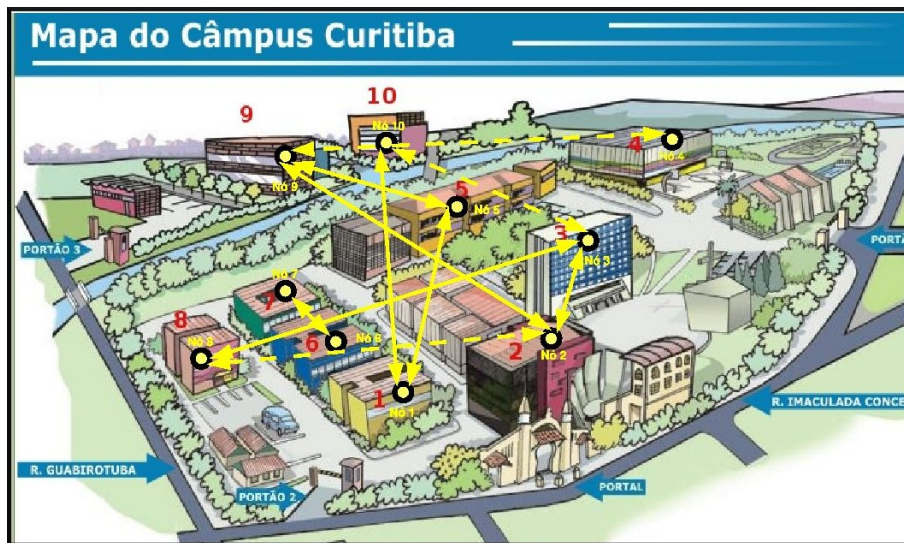 Mapa do Câmpus Curitiba
10
9
Nó 10
4
Nó 4
Nó 9
5
Nó 5
3
PORTÃO 3
Nó 3
Nó 7
7
8
6
Nó 6
Nó 8
2
Nó 2
1
Nó 1
R. IMACULADA CONCE
R. GUABIROTUBA
PORTÃO 2
PORTAL